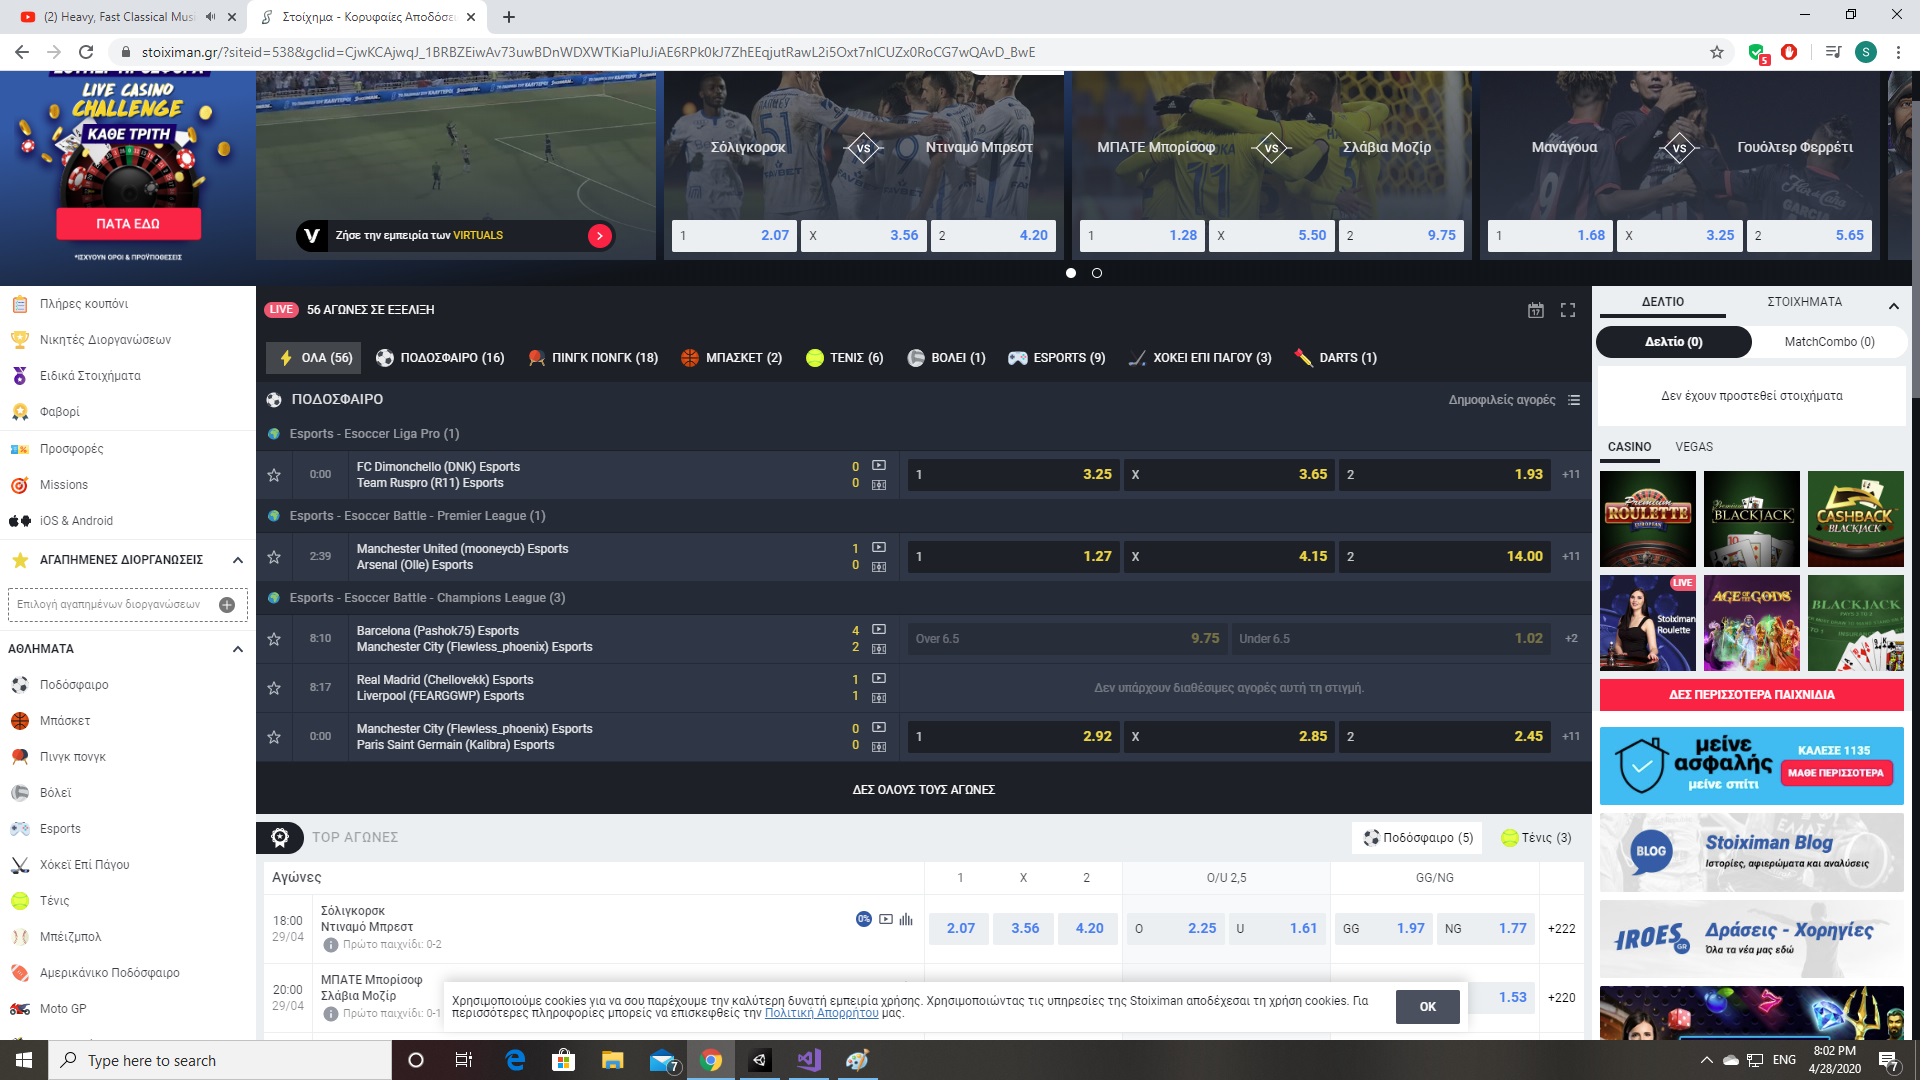 (2) Heavy, Fast Classical Mus
Στοίχημα - Κορυφαίες Αποδόσει
stoiximan.gr/?siteid=538&gclid=CjwKCAjwqJ_1BRBZEiwAv73uwBDnWDXWTKiaPluJiAE6RPk0kJ7ZhEEqjutRawL2i5Oxt7nICUZx0RoCG7wQAvD_BwE
5
S
LIVE CASINO
CHALLENGE
ΚΑΘΕ ΤΡΙΤΗ
ΠΑΤΑ ΕΔΩ
*ΙΣΧΥΟΥΝ ΟΡΟΙ & ΠΡΟΫΠΟΘΕΣΕΙΣ
Ζήσε την εμπειρία των VIRTUALS
Σόλιγκορσκ VS Ντιναμό Μπρεστ
1 2.07 X 3.56 2 4.20
ΜΠΑΤΕ Μπορίσοφ VS Σλάβια Μοζίρ
1 1.28 X 5.50 2 9.75
Μανάγουα VS Γουόλτερ Φερρέτι
1 1.68 X 3.25 2 5.65
Πλήρες κουπόνι
Νικητές Διοργανώσεων
Ειδικά Στοιχήματα
Φαβορί
Προσφορές
Missions
iOS & Android
ΑΓΑΠΗΜΕΝΕΣ ΔΙΟΡΓΑΝΩΣΕΙΣ
Επιλογή αγαπημένων διοργανώσεων
ΑΘΛΗΜΑΤΑ
Ποδόσφαιρο
Μπάσκετ
Πινγκ πονγκ
Βόλεϊ
Esports
Χόκεϊ Επί Πάγου
Τένις
Μπέιζμπολ
Αμερικάνικο Ποδόσφαιρο
Moto GP
LIVE 56 ΑΓΩΝΕΣ ΣΕ ΕΞΕΛΙΞΗ
17
ΟΛΑ (56) ΠΟΔΟΣΦΑΙΡΟ (16) ΠΙΝΓΚ ΠΟΝΓΚ (18) ΜΠΑΣΚΕΤ (2) ΤΕΝΙΣ (6) ΒΟΛΕΙ (1) ESPORTS (9) ΧΟΚΕΙ ΕΠΙ ΠΑΓΟΥ (3) DARTS (1)
ΠΟΔΟΣΦΑΙΡΟ Δημοφιλείς αγορές
Esports - Esoccer Liga Pro (1)
0:00 FC Dimonchello (DNK) Esports 0
Team Ruspro (R11) Esports 0
1 3.25 X 3.65 2 1.93 +11
Esports - Esoccer Battle - Premier League (1)
2:39 Manchester United (mooneycb) Esports 1
Arsenal (Olle) Esports 0
1 1.27 X 4.15 2 14.00 +11
Esports - Esoccer Battle - Champions League (3)
8:10 Barcelona (Pashok75) Esports 4
Manchester City (Flewless_phoenix) Esports 2
Over 6.5 9.75 Under 6.5 1.02 +2
8:17 Real Madrid (Chellovekk) Esports 1
Liverpool (FEARGGWP) Esports 1
Δεν υπάρχουν διαθέσιμες αγορές αυτή τη στιγμή.
0:00 Manchester City (Flewless_phoenix) Esports 0
Paris Saint Germain (Kalibra) Esports 0
1 2.92 X 2.85 2 2.45 +11
ΔΕΣ ΟΛΟΥΣ ΤΟΥΣ ΑΓΩΝΕΣ
TOP ΑΓΩΝΕΣ Ποδόσφαιρο (5) Τένις (3)
Αγώνες 1 X 2 O/U 2,5 GG/NG
18:00 Σόλιγκορσκ
29/04 Ντιναμό Μπρεστ
Πρώτο παιχνίδι: 0-2
0% 2.07 3.56 4.20 O 2.25 U 1.61 GG 1.97 NG 1.77 +222
20:00 ΜΠΑΤΕ Μπορίσοφ
29/04 Σλάβια Μοζίρ
Πρώτο παιχνίδι: 0-1
1.53 +220
Χρησιμοποιούμε cookies για να σου παρέχουμε την καλύτερη δυνατή εμπειρία χρήσης. Χρησιμοποιώντας τις υπηρεσίες της Stoiximan αποδέχεσαι τη χρήση cookies. Για
περισσότερες πληροφορίες μπορείς να επισκεφθείς την Πολιτική Απορρήτου μας.
OK
ΔΕΛΤΙΟ ΣΤΟΙΧΗΜΑΤΑ
Δελτίο (0) MatchCombo (0)
Δεν έχουν προστεθεί στοιχήματα
CASINO VEGAS
Premium ROULETTE EUROPEAN
BLACKJACK
CASHBACK BLACKJACK
LIVE
Stoiximan Roulette
AGE OF THE GODS
BLACKJACK
ΔΕΣ ΠΕΡΙΣΣΟΤΕΡΑ ΠΑΙΧΝΙΔΙΑ
μείνε
ασφαλής
μείνε σπίτι
ΚΑΛΕΣΕ 1135
ΜΑΘΕ ΠΕΡΙΣΣΟΤΕΡΑ
BLOG
Stoiximan Blog
Ιστορίες, αφιερώματα και αναλύσεις
IROES GR
Δράσεις - Χορηγίες
Όλα τα νέα μας εδώ
Type here to search
7
ENG
8:02 PM
4/28/2020
7